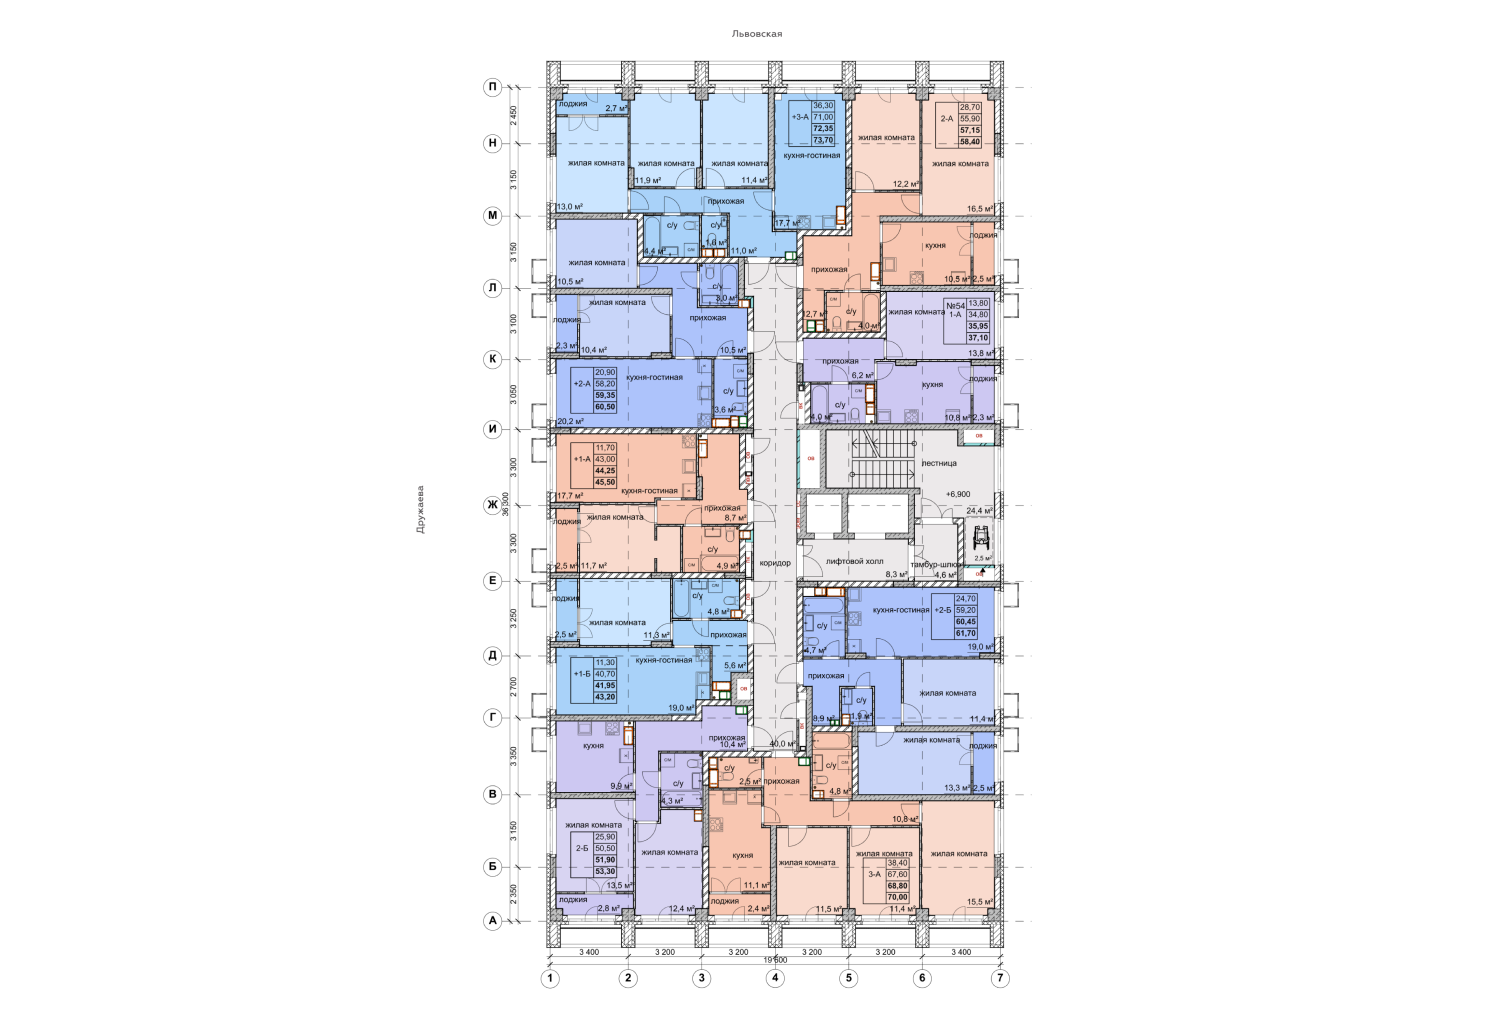 Львовская
П
лоджия
2,7 м²
+3-А
36,30
71,00
72,35
73,70
2-А
28,70
55,90
57,15
58,40
2 450
Н
жилая комната
жилая комната
жилая комната
кухня-гостиная
жилая комната
жилая комната
3 150
13,0 м²
11,9 м²
11,4 м²
прихожая
17,7 м²
12,2 м²
16,5 м²
М
с/у
с/у
4,4 м²
1,6 м²
11,0 м²
кухня
лоджия
3 150
жилая комната
10,5 м²
прихожая
10,5 м²
2,5 м²
Л
с/у
3,0 м²
жилая комната
лоджия
прихожая
12,7 м²
с/у
4,0 м²
жилая комната
№54
1-А
13,80
34,80
35,95
37,10
3 100
2,3 м²
10,4 м²
10,5 м²
13,8 м²
К
прихожая
6,2 м²
+2-А
20,90
58,20
59,35
60,50
кухня-гостиная
с/у
3,6 м²
кухня
лоджия
3 050
20,2 м²
с/у
4,0 м²
10,8 м²
2,3 м²
И
+1-А
11,70
43,00
44,25
45,50
ов
ов
лестница
3 300
17,7 м²
кухня-гостиная
+6,900
24,4 м²
Ж
36 300
прихожая
8,7 м²
лоджия
жилая комната
с/у
3 300
2,5 м²
11,7 м²
4,9 м²
коридор
лифтовой холл
8,3 м²
тамбур-шлюз
4,6 м²
2,5 м²
Е
лоджия
жилая комната
с/у
4,8 м²
3 250
2,5 м²
11,3 м²
прихожая
5,6 м²
кухня-гостиная
+2-Б
24,70
59,20
60,45
61,70
с/у
4,7 м²
19,0 м²
Д
+1-Б
11,30
40,70
41,95
43,20
кухня-гостиная
19,0 м²
ов
прихожая
с/у
8,9 м²
1,9 м²
жилая комната
11,4 м²
2 700
Г
кухня
прихожая
10,4 м²
40,0 м²
жилая комната
лоджия
3 350
9,9 м²
с/у
4,3 м²
с/у
2,5 м²
прихожая
с/у
4,8 м²
13,3 м²
2,5 м²
В
10,8 м²
3 150
2-Б
25,90
50,50
51,90
53,30
жилая комната
кухня
жилая комната
жилая комната
3-А
38,40
67,60
68,80
70,00
жилая комната
Б
13,5 м²
11,1 м²
2 350
лоджия
2,8 м²
12,4 м²
лоджия
2,4 м²
11,5 м²
11,4 м²
15,5 м²
А
3 400
3 200
3 200
3 200
3 200
3 400
19 600
1
2
3
4
5
6
7
Дружаева